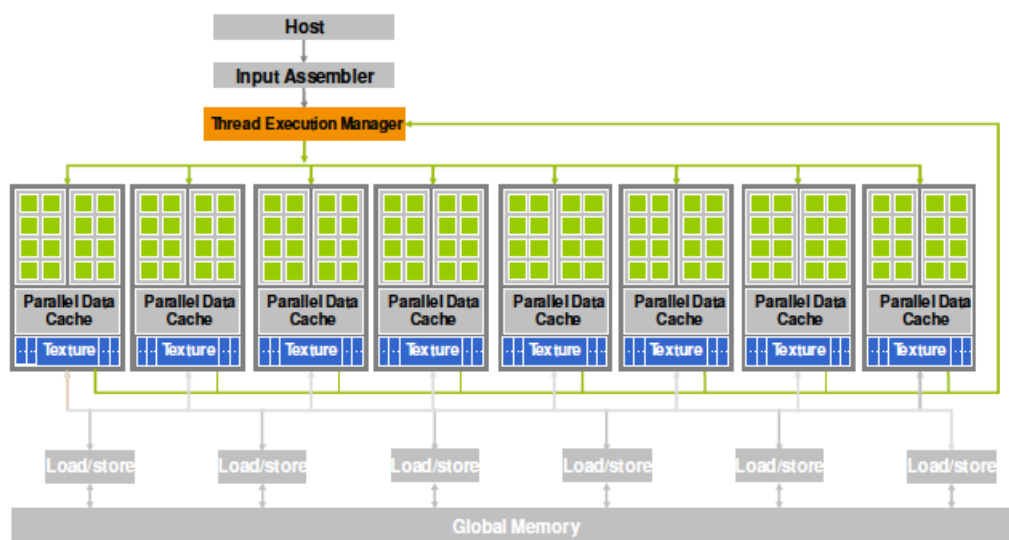 Host
Input Assembler
Thread Execution Manager
Parallel Data
Cache
Parallel Data
Cache
Parallel Data
Cache
Parallel Data
Cache
Parallel Data
Cache
Parallel Data
Cache
Parallel Data
Cache
Parallel Data
Cache
Texture
Texture
Texture
Texture
Texture
Texture
Texture
Texture
Load/store
Load/store
Load/store
Load/store
Load/store
Load/store
Global Memory